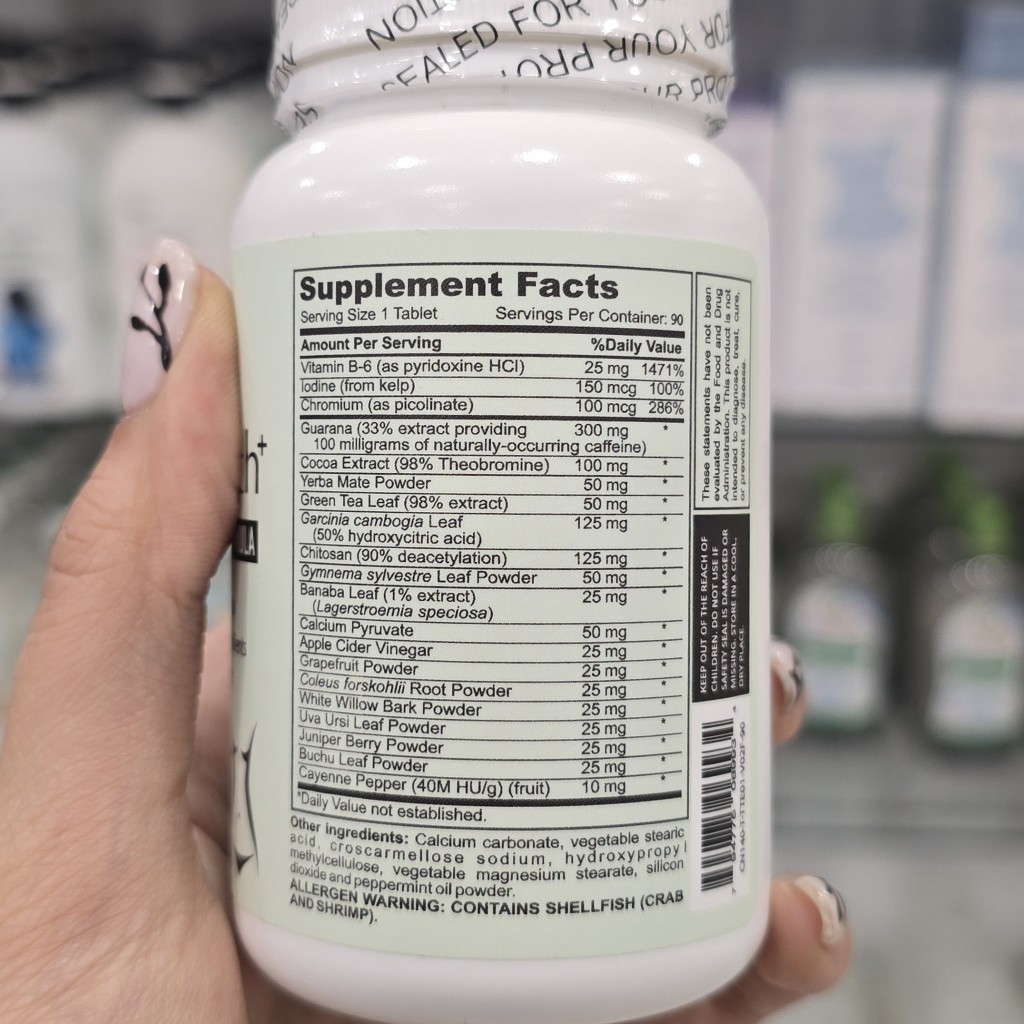 SEALED FOR
YOUR
Supplement Facts
Serving Size 1 Tablet Servings Per Container: 90
Amount Per Serving %Daily Value
Vitamin B-6 (as pyridoxine HCl) 25 mg 1471%
Iodine (from kelp) 150 mcg 100%
Chromium (as picolinate) 100 mcg 286%
Guarana (33% extract providing 300 mg *
100 milligrams of naturally-occurring caffeine)
Cocoa Extract (98% Theobromine) 100 mg *
Yerba Mate Powder 50 mg *
Green Tea Leaf (98% extract) 50 mg *
Garcinia cambogia Leaf 125 mg *
(50% hydroxycitric acid)
Chitosan (90% deacetylation) 125 mg *
Gymnema sylvestre Leaf Powder 50 mg *
Banaba Leaf (1% extract) 25 mg *
(Lagerstroemia speciosa)
Calcium Pyruvate 50 mg *
Apple Cider Vinegar 25 mg *
Grapefruit Powder 25 mg *
Coleus forskohlii Root Powder 25 mg *
White Willow Bark Powder 25 mg *
Uva Ursi Leaf Powder 25 mg *
Juniper Berry Powder 25 mg *
Buchu Leaf Powder 25 mg *
Cayenne Pepper (40M HU/g) (fruit) 10 mg *
*Daily Value not established.
Other ingredients: Calcium carbonate, vegetable stearic
acid, croscarmellose sodium, hydroxypropyl
methylcellulose, vegetable magnesium stearate, silicon
dioxide and peppermint oil powder.
ALLERGEN WARNING: CONTAINS SHELLFISH (CRAB
AND SHRIMP).
These statements have not been
evaluated by the Food and Drug
Administration. This product is not
intended to diagnose, treat, cure,
or prevent any disease.
KEEP OUT OF THE REACH OF
CHILDREN. DO NOT USE IF
SAFETY SEAL IS DAMAGED OR
MISSING. STORE IN A COOL,
DRY PLACE.